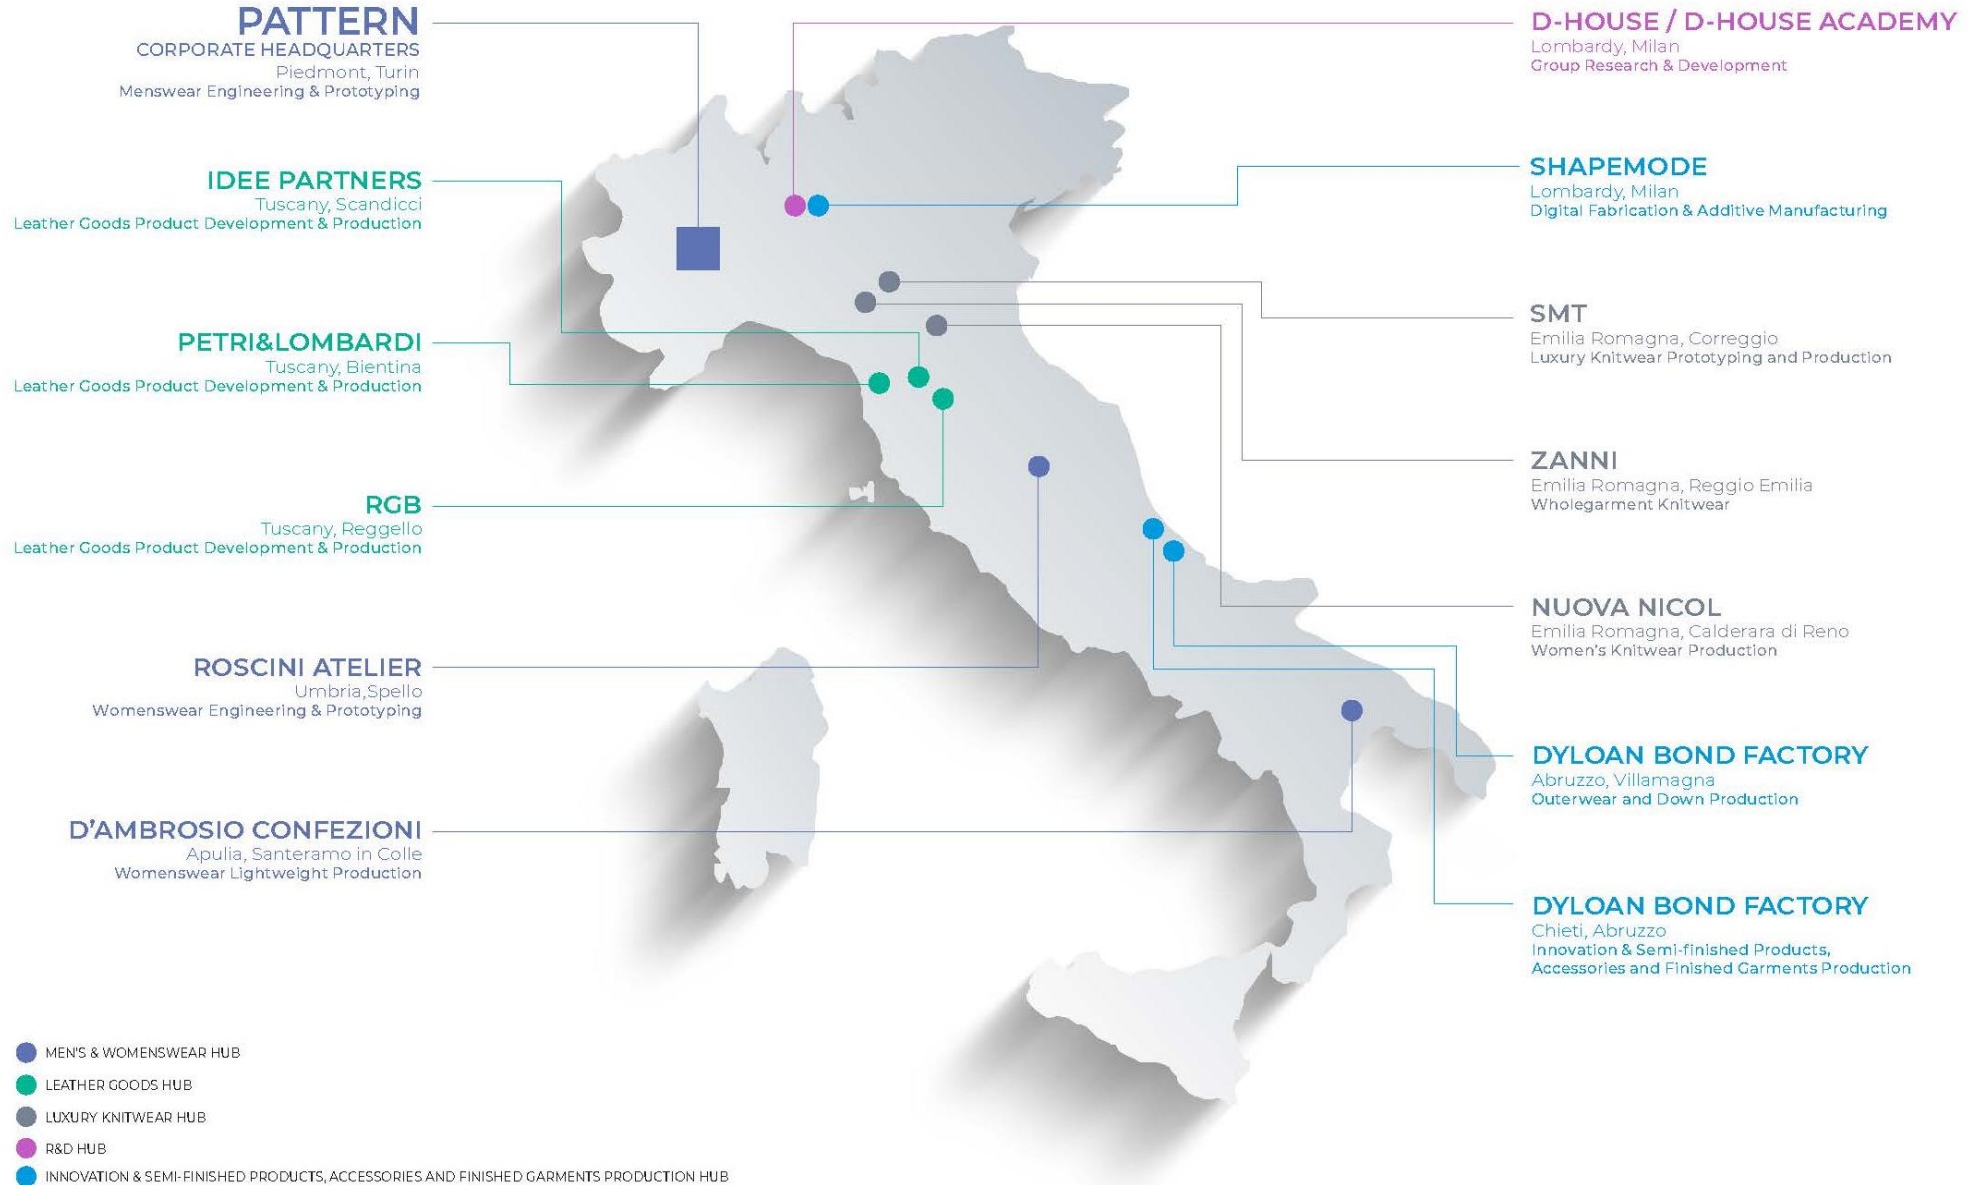 PATTERN
CORPORATE HEADQUARTERS
Piedmont, Turin
Menswear Engineering & Prototyping
IDEE PARTNERS
Tuscany, Scandicci
Leather Goods Product Development & Production
PETRI&LOMBARDI
Tuscany, Bientina
Leather Goods Product Development & Production
RGB
Tuscany, Reggello
Leather Goods Product Development & Production
ROSCINI ATELIER
Umbria,Spello
Womenswear Engineering & Prototyping
D'AMBROSIO CONFEZIONI
Apulia, Santeramo in Colle
Womenswear Lightweight Production
D-HOUSE / D-HOUSE ACADEMY
Lombardy, Milan
Group Research & Development
SHAPEMODE
Lombardy, Milan
Digital Fabrication & Additive Manufacturing
SMT
Emilia Romagna, Correggio
Luxury Knitwear Prototyping and Production
ZANNI
Emilia Romagna, Reggio Emilia
Wholegarment Knitwear
NUOVA NICOL
Emilia Romagna, Calderara di Reno
Women's Knitwear Production
DYLOAN BOND FACTORY
Abruzzo, Villamagna
Outerwear and Down Production
DYLOAN BOND FACTORY
Chieti, Abruzzo
Innovation & Semi-finished Products,
Accessories and Finished Garments Production
MEN'S & WOMENSWEAR HUB
LEATHER GOODS HUB
LUXURY KNITWEAR HUB
R&D HUB
INNOVATION & SEMI-FINISHED PRODUCTS, ACCESSORIES AND FINISHED GARMENTS PRODUCTION HUB